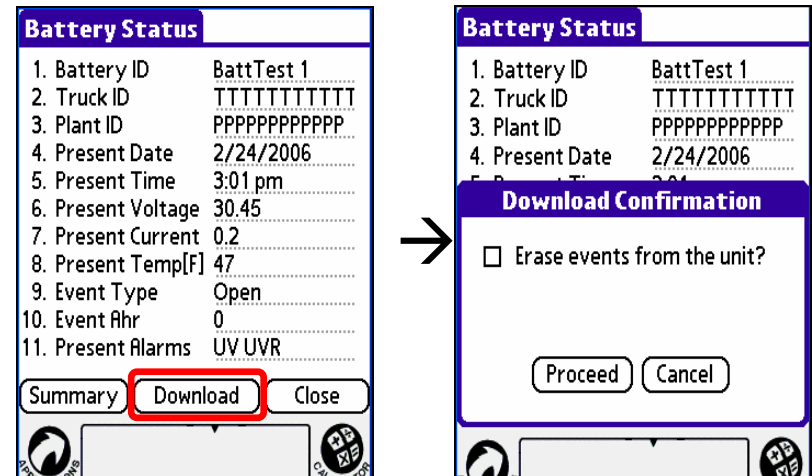 Battery Status
1. Battery ID BattTest 1
2. Truck ID TTTTTTTTTTT
3. Plant ID PPPPPPPPPPPP
4. Present Date 2/24/2006
5. Present Time 3:01 pm
6. Present Voltage 30.45
7. Present Current 0.2
8. Present Temp[F] 47
9. Event Type Open
10. Event Ahr 0
11. Present Alarms UV UVR
Summary Download Close
→
Battery Status
1. Battery ID BattTest 1
2. Truck ID TTTTTTTTTTT
3. Plant ID PPPPPPPPPPPP
4. Present Date 2/24/2006
Download Confirmation
Erase events from the unit?
Proceed Cancel